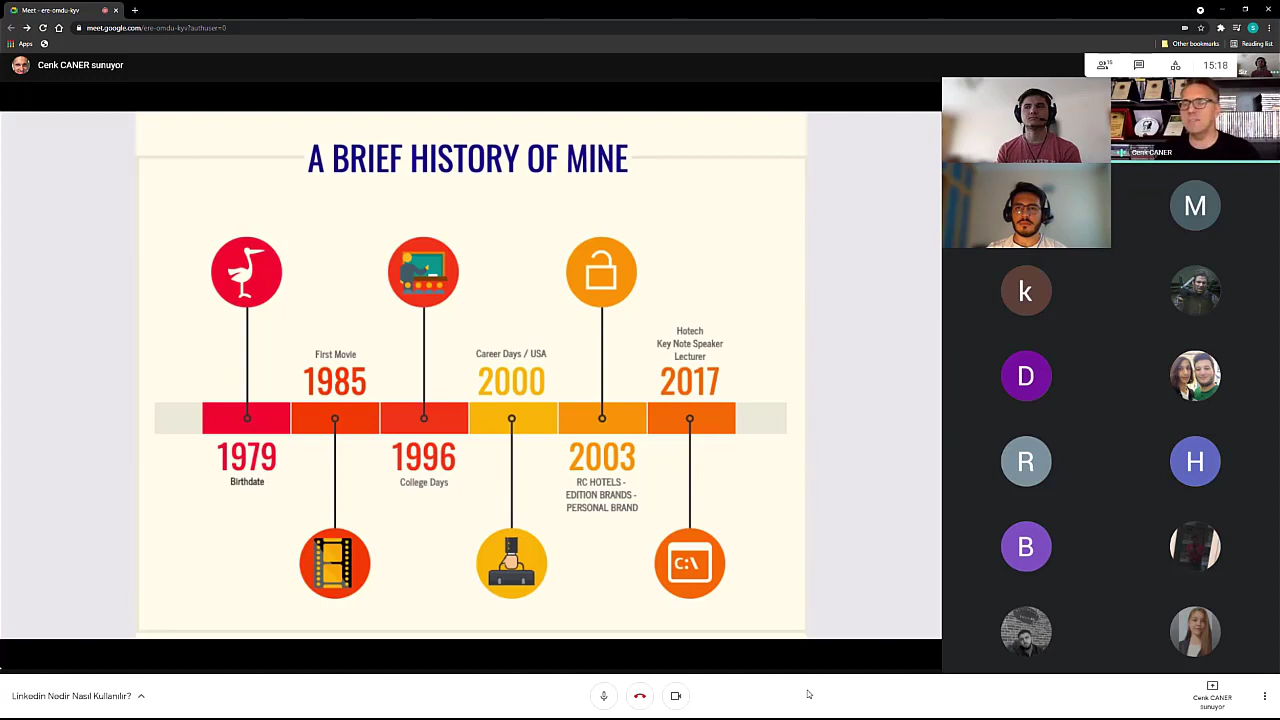 Meet - ere-omdu-kyv
meet.google.com/ere-omdu-kyv?authuser=0
S
Apps
Other bookmarks
Reading list
Cenk CANER sunuyor
15
15:18
Siz
Cenk CANER
A BRIEF HISTORY OF MINE
First Movie
1985
Career Days / USA
2000
Hotech
Key Note Speaker
Lecturer
2017
1979
Birthdate
1996
College Days
2003
RC HOTELS -
EDITION BRANDS -
PERSONAL BRAND
C:\
M
k
D
R
H
B
Linkedin Nedir Nasıl Kullanılır?
Cenk CANER
sunuyor